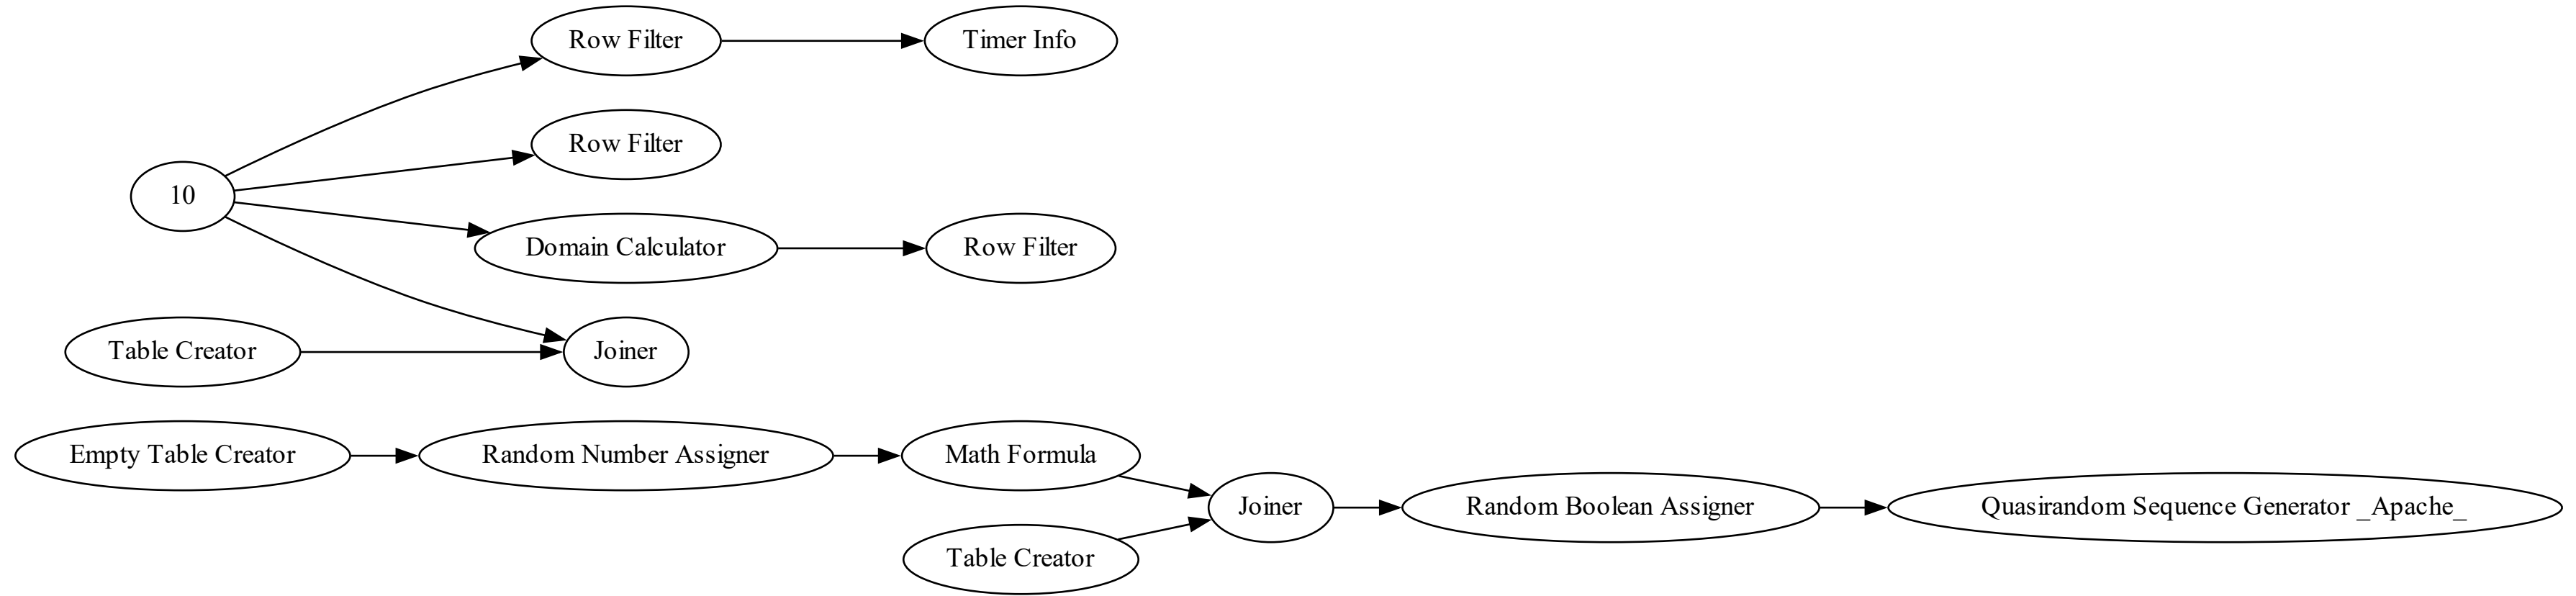 Row Filter
Timer Info
Row Filter
10
Domain Calculator
Row Filter
Table Creator
Joiner
Empty Table Creator
Random Number Assigner
Math Formula
Joiner
Random Boolean Assigner
Quasirandom Sequence Generator _Apache_
Table Creator